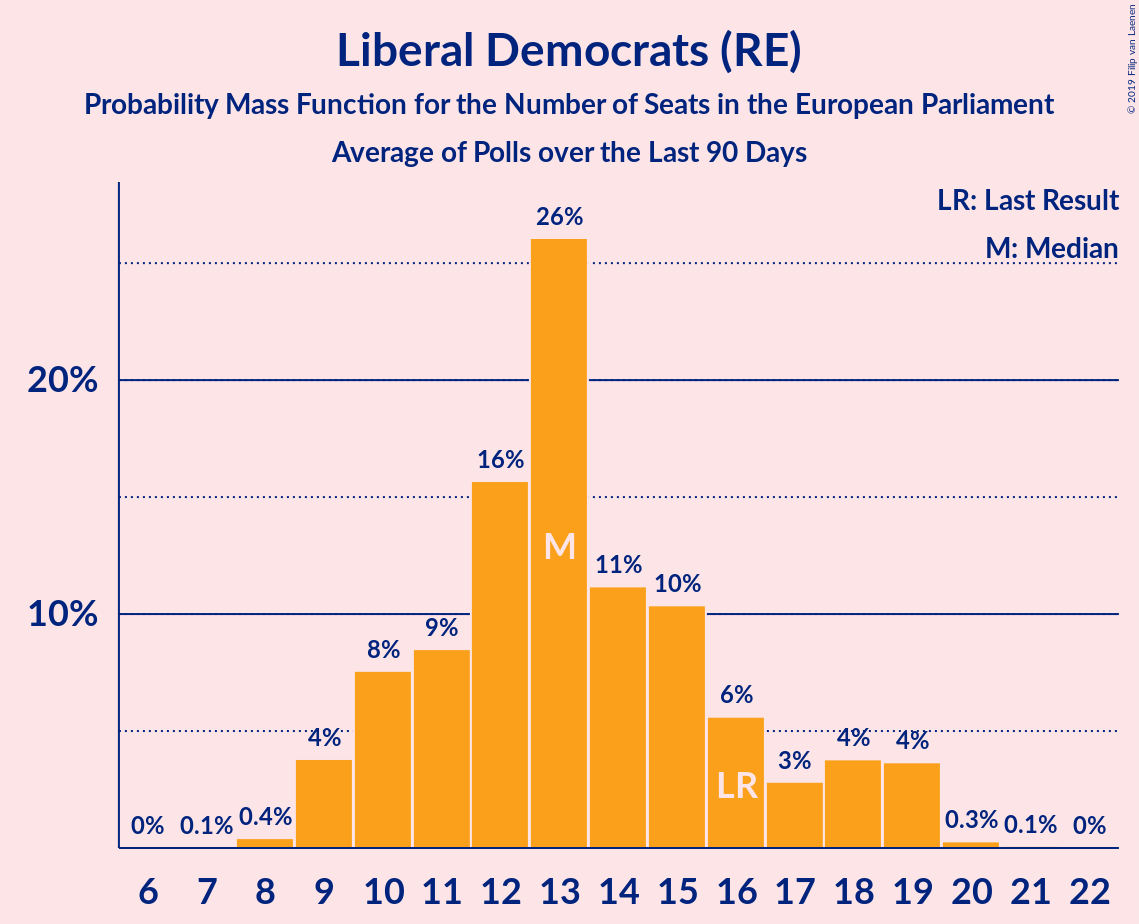 Liberal Democrats (RE)
Probability Mass Function for the Number of Seats in the European Parliament
Average of Polls over the Last 90 Days
© 2019 Filip van Laenen
LR: Last Result
M: Median
20%
10%
0%
0.1%
0.4%
4%
8%
9%
16%
26%
11%
10%
6%
3%
4%
4%
0.3%
0.1%
0%
M
LR
6 7 8 9 10 11 12 13 14 15 16 17 18 19 20 21 22